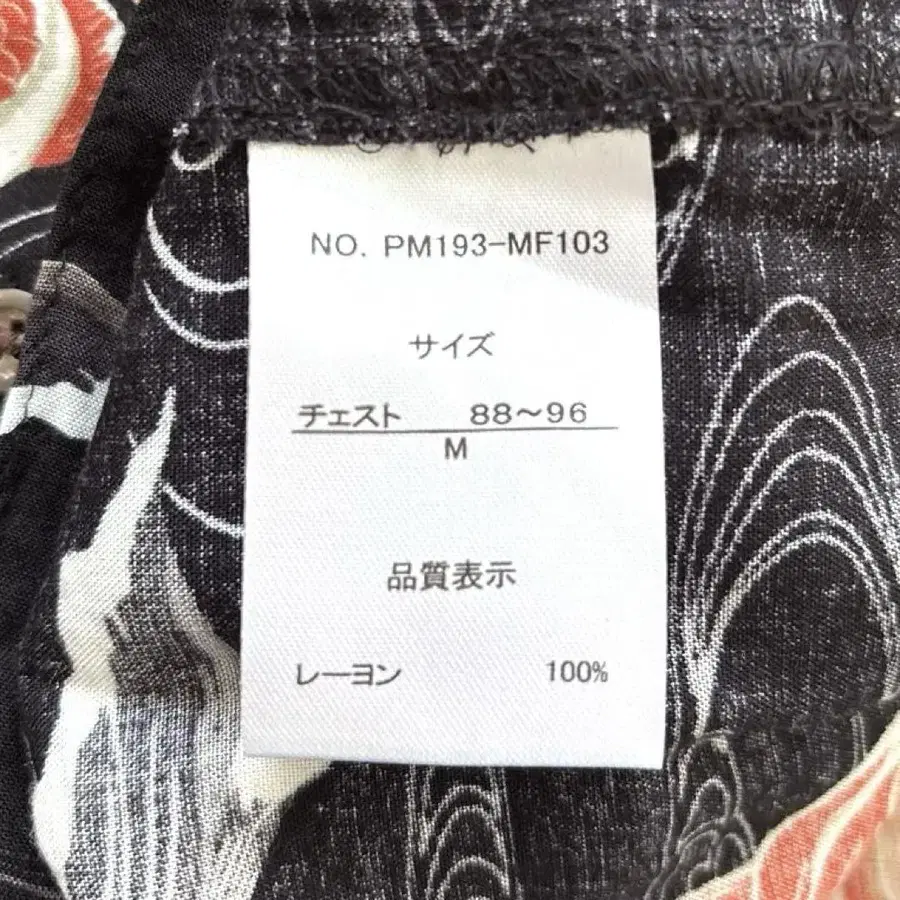 NO. PM193-MF103
サイズ
チェスト 88～96
M
品質表示
レーヨン 100%